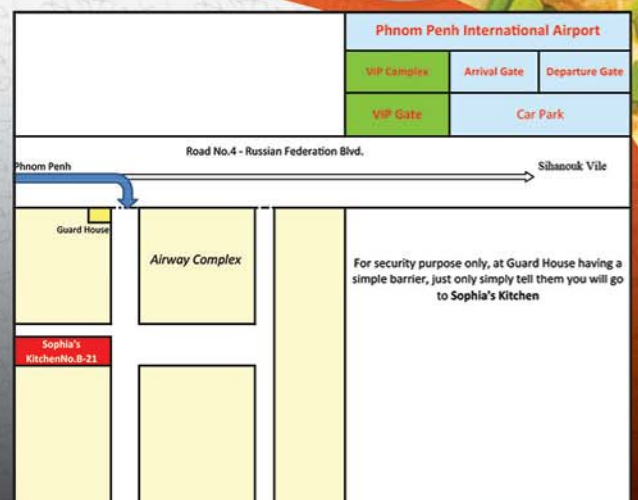 Phnom Penh International Airport
VIP Complex
Arrival Gate
Departure Gate
VIP Gate
Car Park
Road No.4 - Russian Federation Blvd.
Phnom Penh
Sihanouk Vile
Guard House
Airway Complex
For security purpose only, at Guard House having a
simple barrier, just only simply tell them you will go
to Sophia's Kitchen
Sophia's
KitchenNo.B-21